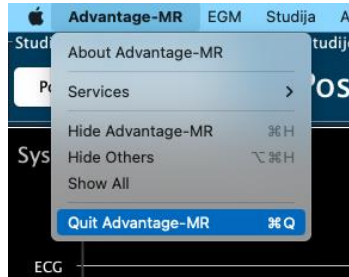 Advantage-MR EGM Studija
About Advantage-MR
Services
Hide Advantage-MR ⌘H
Hide Others ⌥⌘H
Show All
Quit Advantage-MR ⌘Q
Sys
ECG